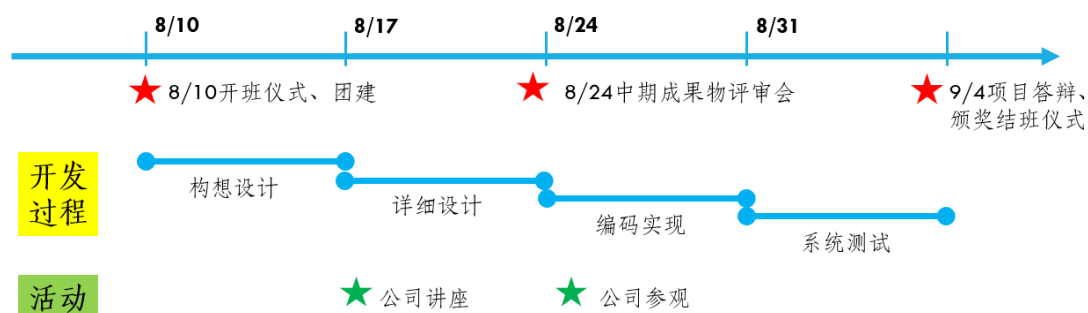 8/10
8/17
8/24
8/31
8/10开班仪式、团建
8/24中期成果物评审会
9/4项目答辩、
颁奖结班仪式
开发
过程
构想设计
详细设计
编码实现
系统测试
活动
公司讲座
公司参观